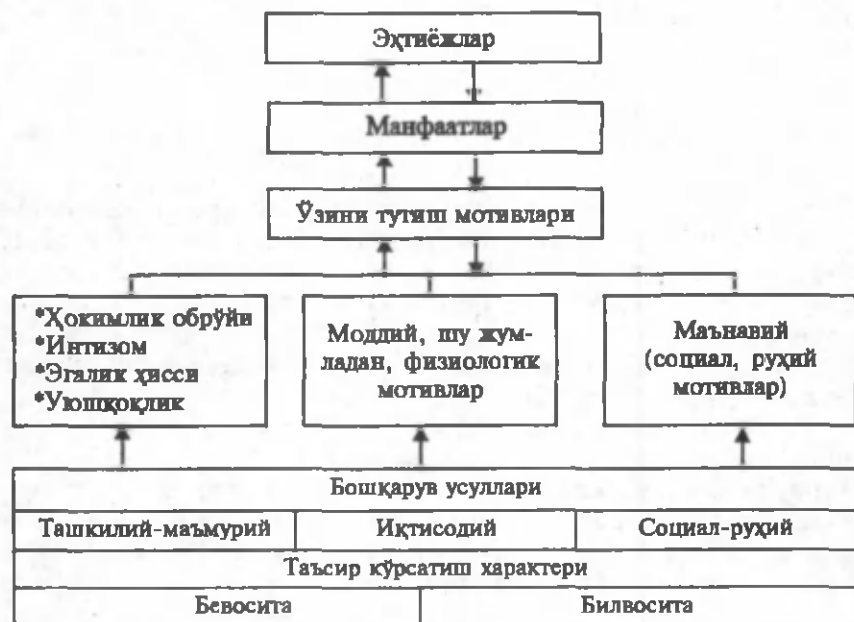 Эҳтиёжлар
Манфаатлар
Ўзини тутиш мотивлари
*Ҳокимлик обрўйи
*Интизом
*Эгалик ҳисси
*Уюшқоқлик
Моддий, шу жум-
ладан, физиологик
мотивлар
Маънавий
(социал, руҳий
мотивлар)
Бошқарув усуллари
Ташкилий-маъмурий
Иқтисодий
Социал-руҳий
Таъсир кўрсатиш характери
Бевосита
Билвосита